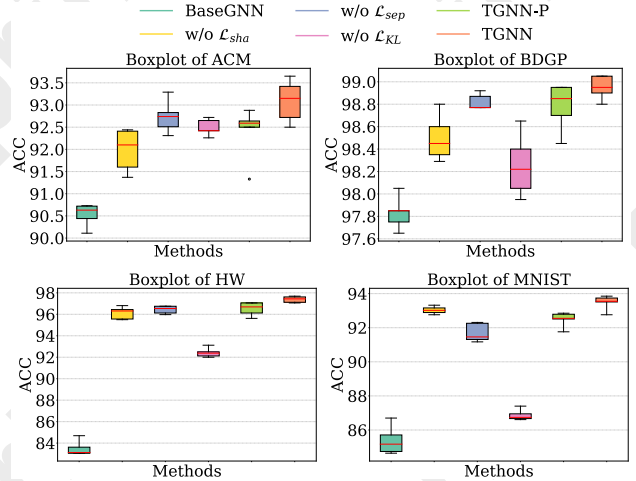 BaseGNN w/o ℒsep TGNN-P
w/o ℒsha w/o ℒKL TGNN
Boxplot of ACM
ACC
93.5
93.0
92.5
92.0
91.5
91.0
90.5
90.0
Methods
Boxplot of BDGP
ACC
99.0
98.8
98.6
98.4
98.2
98.0
97.8
97.6
Methods
Boxplot of HW
ACC
98
96
94
92
90
88
86
84
Methods
Boxplot of MNIST
ACC
94
92
90
88
86
Methods